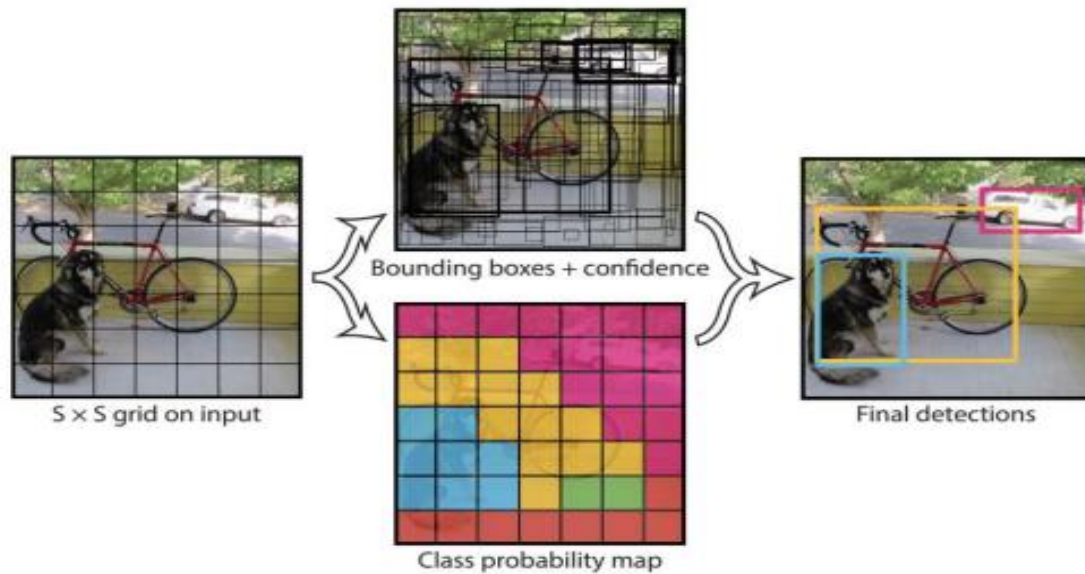 Bounding boxes + confidence
S × S grid on input
Final detections
Class probability map